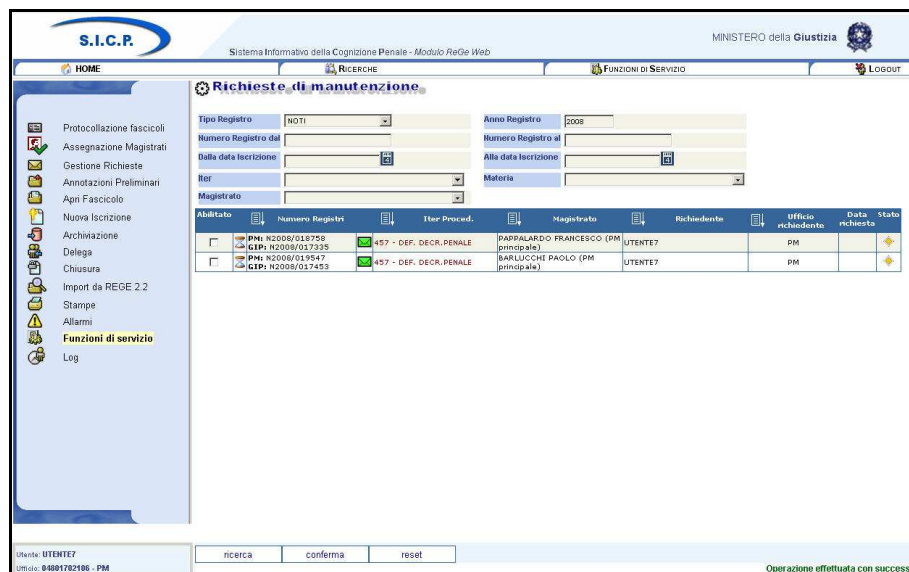 S.I.C.P.
Sistema Informativo della Cognizione Penale - Modulo ReGe Web
MINISTERO della Giustizia
HOME
RICERCHE
FUNZIONI DI SERVIZIO
LOGOUT
Richieste di manutenzione
Protocollazione fascicoli
Assegnazione Magistrati
Gestione Richieste
Annotazioni Preliminari
Apri Fascicolo
Nuova Iscrizione
Archiviazione
Delega
Chiusura
Import da REGE 2.2
Stampe
Allarmi
Funzioni di servizio
Log
Tipo Registro NOTI Anno Registro 2008
Numero Registro dal Numero Registro al
Dalla data Iscrizione Alla data Iscrizione
Iter Materia
Magistrato
Abilitato Numero Registri Iter Proced. Magistrato Richiedente Ufficio richiedente Data richiesta Stato
PM: N2008/018758 457 - DEF. DECR.PENALE PAPPALARDO FRANCESCO (PM UTENTE7 PM
GIP: N2008/017335 principale)
PM: N2008/019547 457 - DEF. DECR.PENALE BARLUCCHI PAOLO (PM UTENTE7 PM
GIP: N2008/017453 principale)
Utente: UTENTE7
Ufficio: 04801702186 - PM
ricerca conferma reset
Operazione effettuata con success